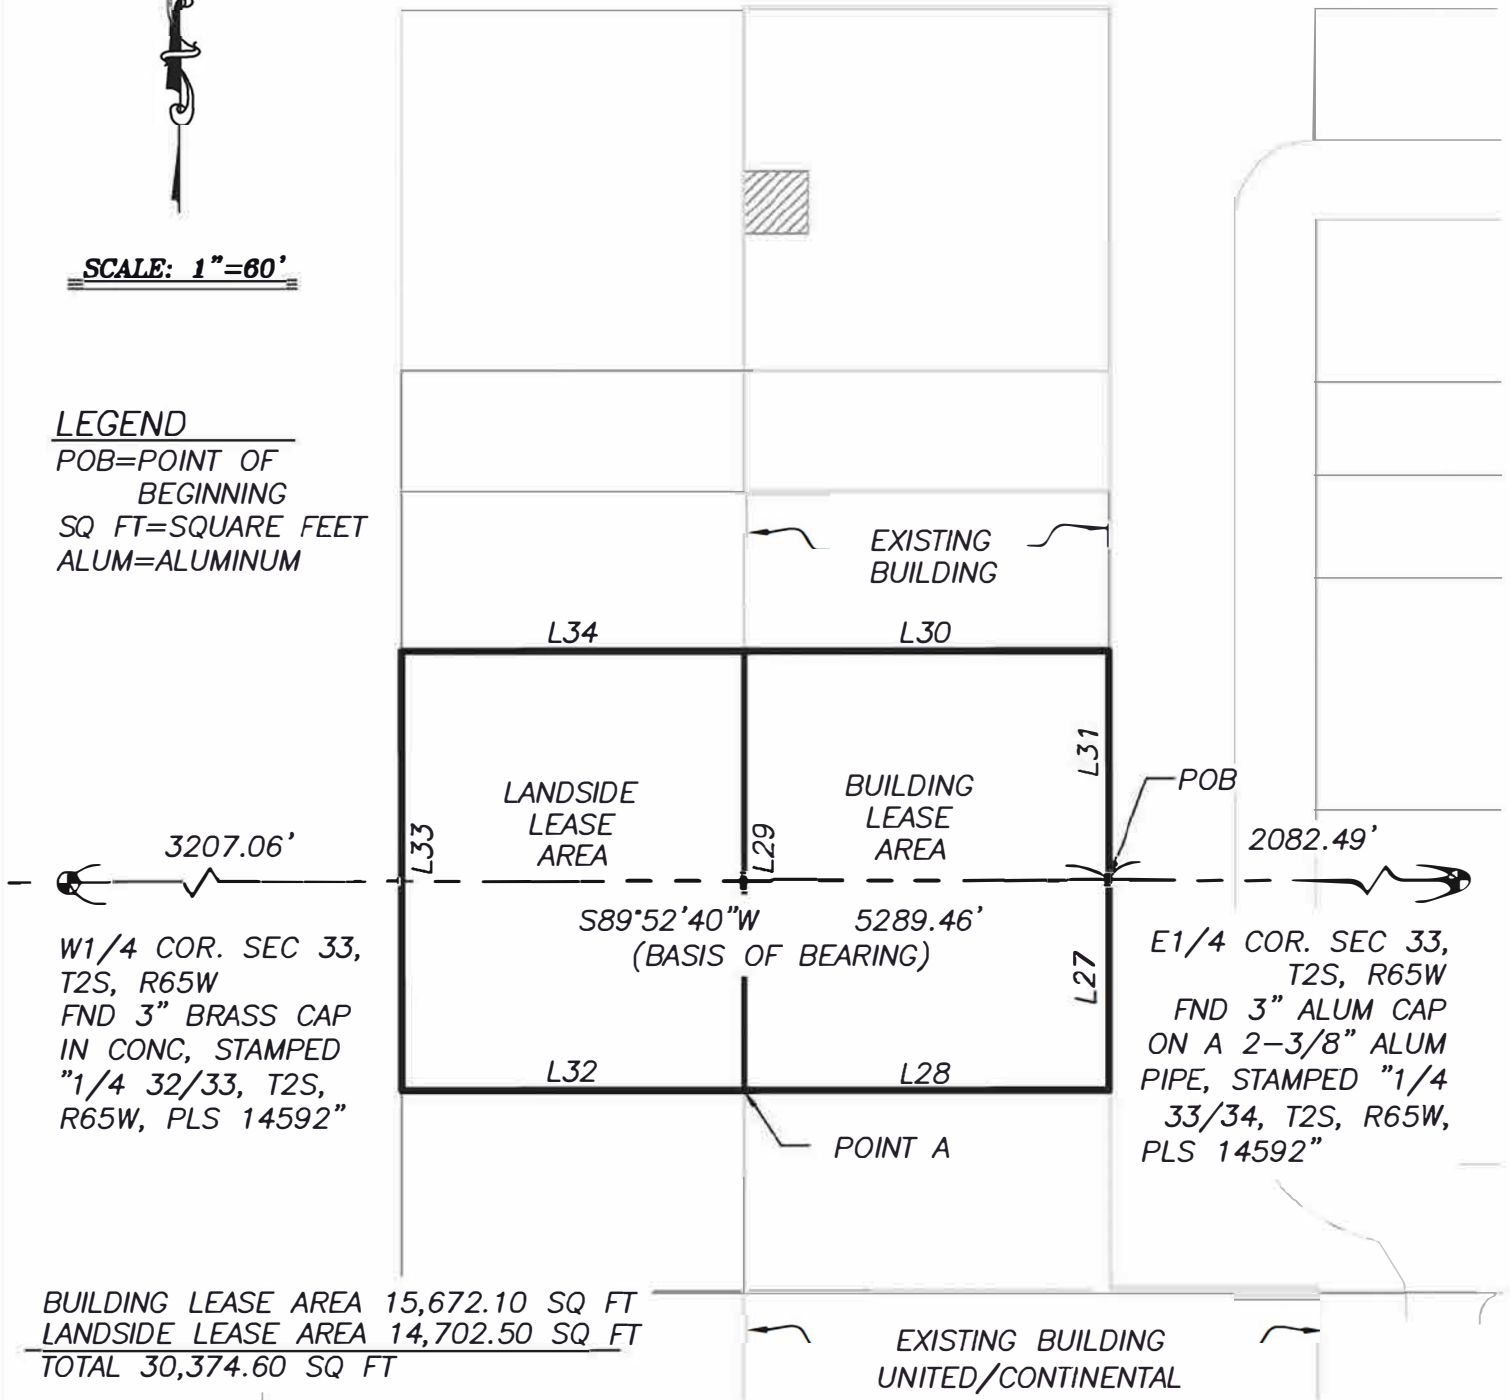 SCALE: 1"=60'
LEGEND
POB=POINT OF
BEGINNING
SQ FT=SQUARE FEET
ALUM=ALUMINUM
EXISTING
BUILDING
L34
L30
L31
LANDSIDE
LEASE
AREA
BUILDING
LEASE
AREA
POB
L33
L29
3207.06'
2082.49'
S89°52'40"W 5289.46'
(BASIS OF BEARING)
L27
W1/4 COR. SEC 33,
T2S, R65W
FND 3" BRASS CAP
IN CONC, STAMPED
"1/4 32/33, T2S,
R65W, PLS 14592"
E1/4 COR. SEC 33,
T2S, R65W
FND 3" ALUM CAP
ON A 2-3/8" ALUM
PIPE, STAMPED "1/4
33/34, T2S, R65W,
PLS 14592"
L32
L28
POINT A
BUILDING LEASE AREA 15,672.10 SQ FT
LANDSIDE LEASE AREA 14,702.50 SQ FT
TOTAL 30,374.60 SQ FT
EXISTING BUILDING
UNITED/CONTINENTAL